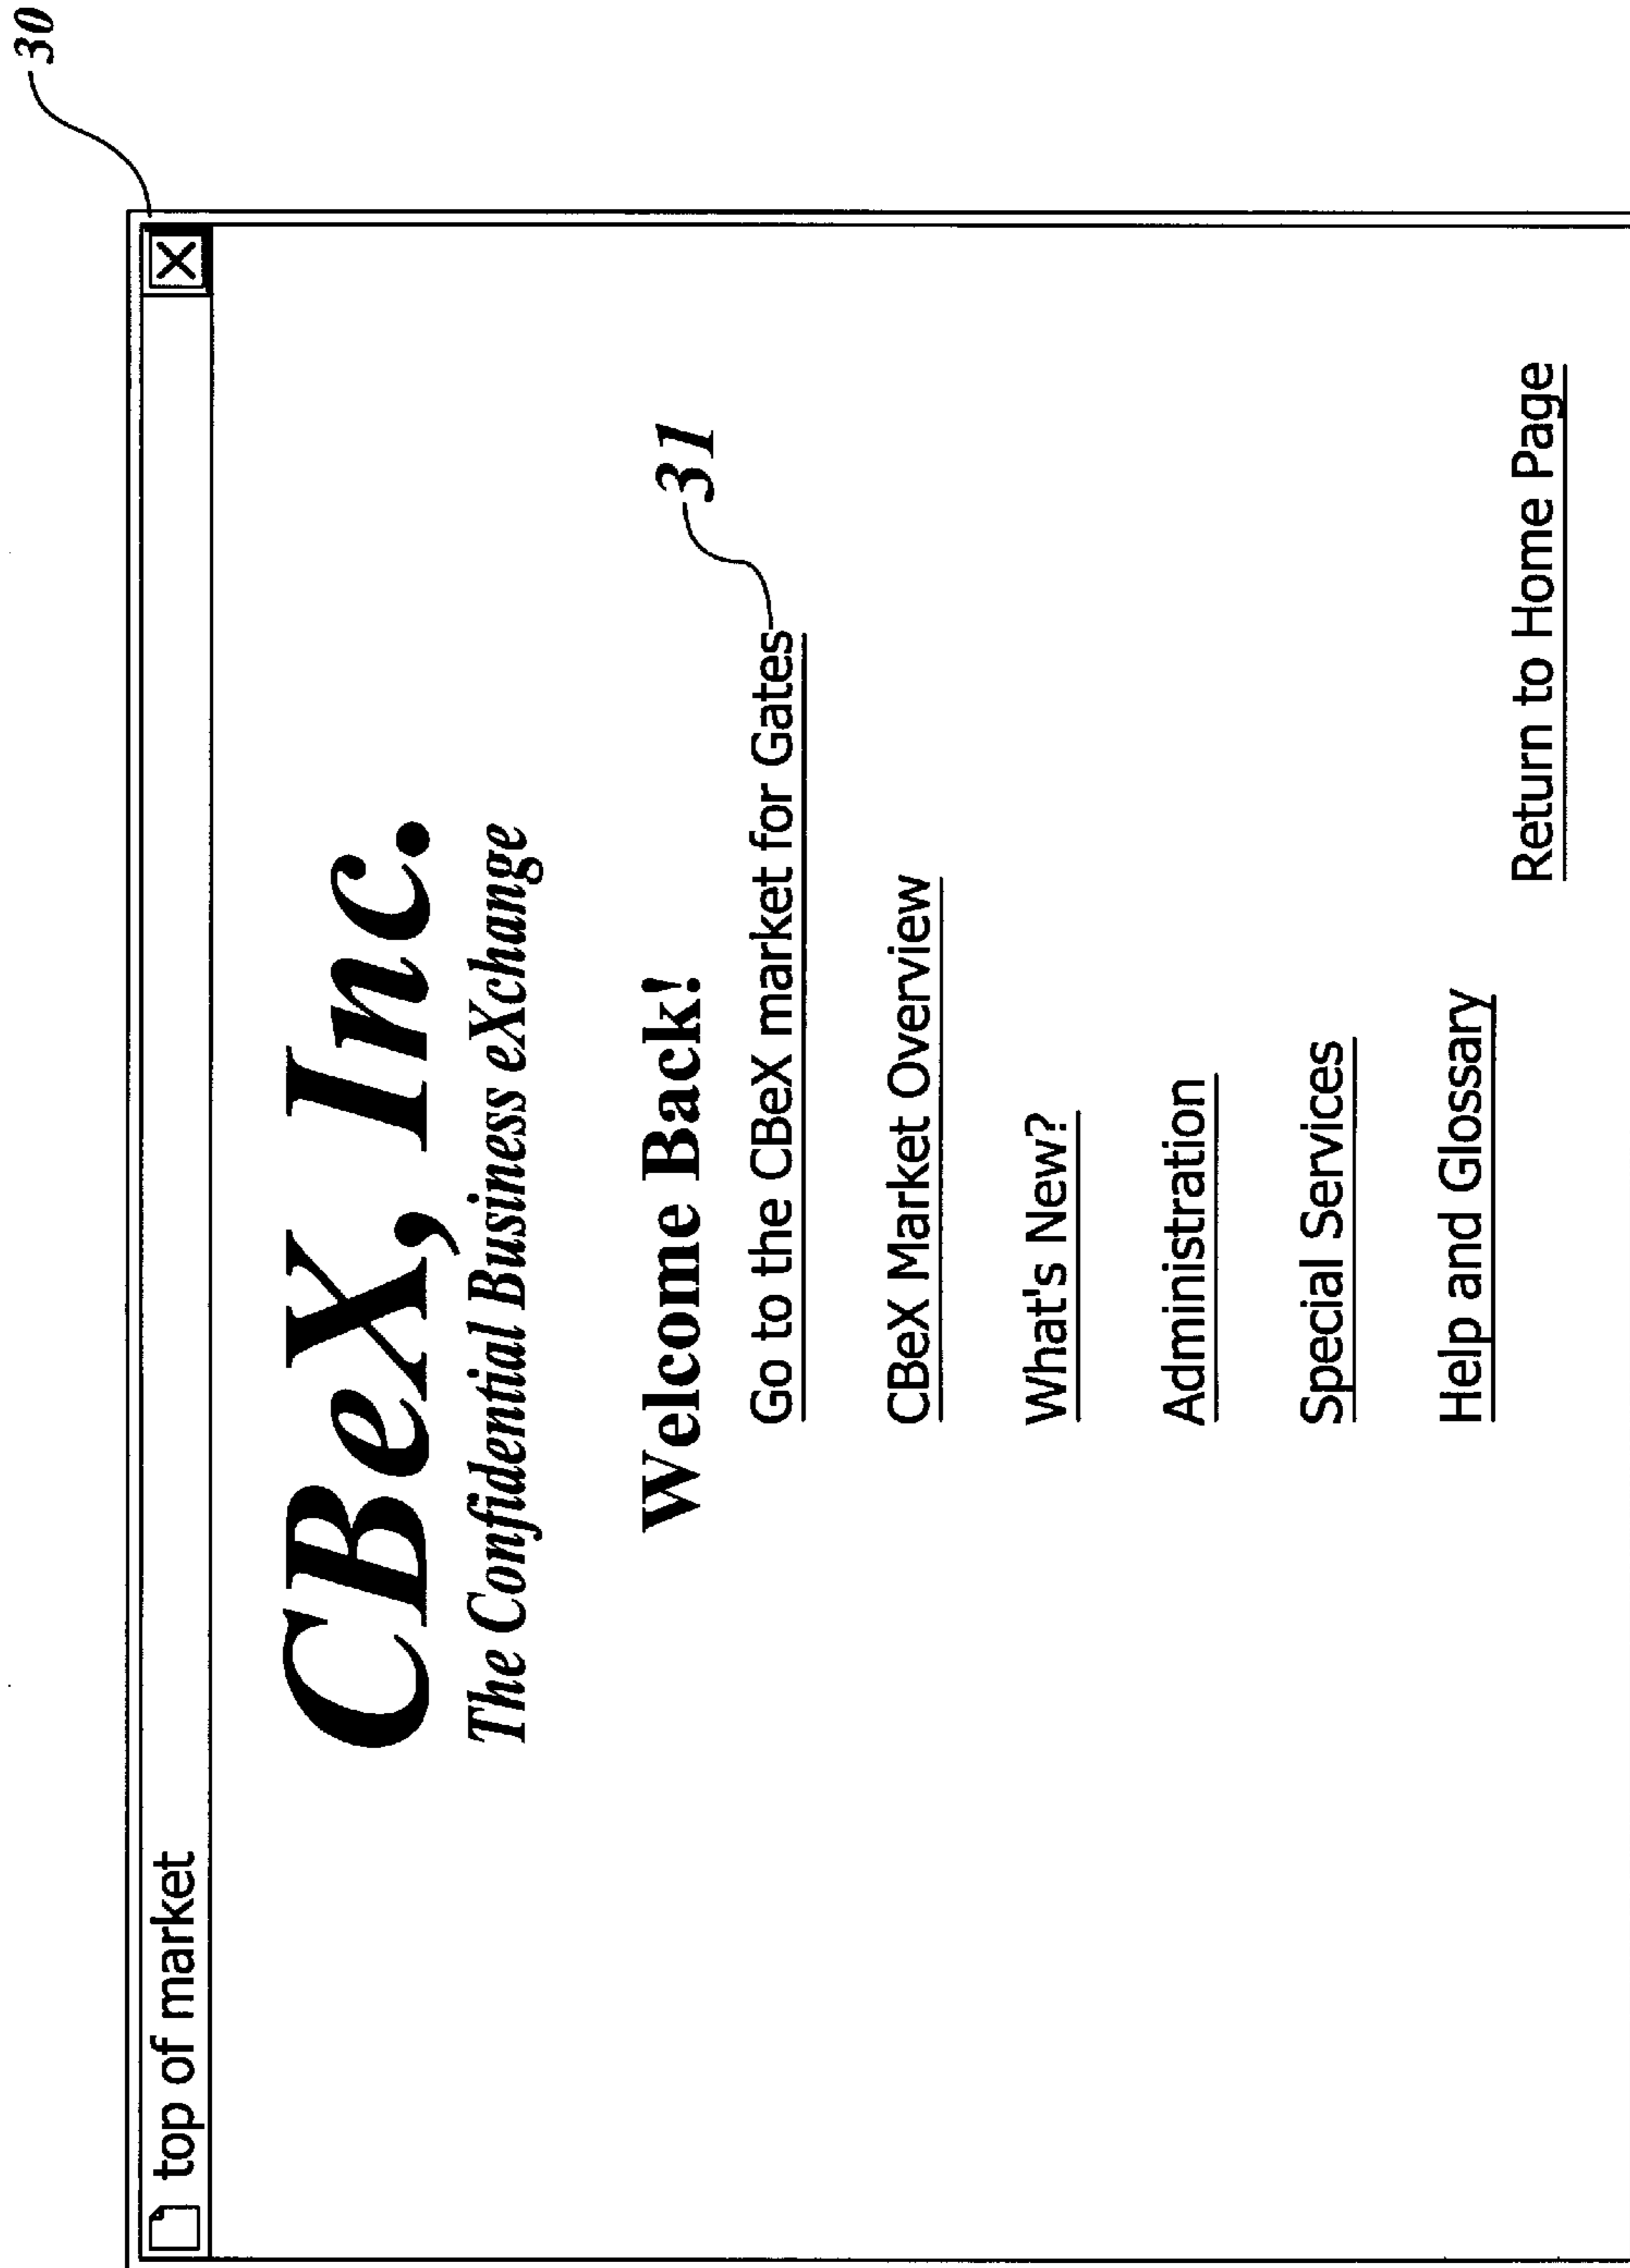 30
top of market
CBeX, Inc.
The Confidential Business eXchange
Welcome Back!
31
Go to the CBeX market for Gates
CBeX Market Overview
What's New?
Administration
Special Services
Help and Glossary
Return to Home Page